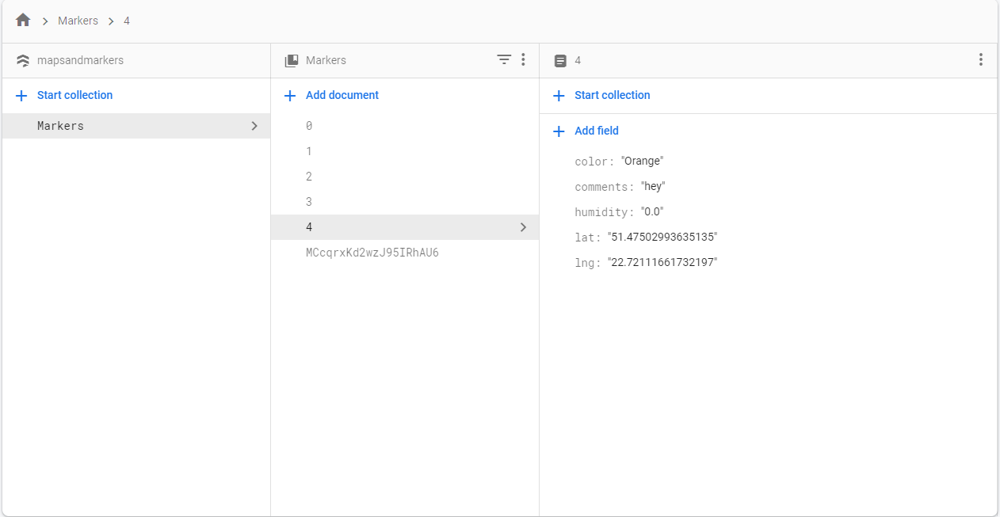 Markers
4
mapsandmarkers
Start collection
Markers
Markers
Add document
0
1
2
3
4
MCcqrxKd2wzJ95IRhAU6
4
Start collection
Add field
color: "Orange"
comments: "hey"
humidity: "0.0"
lat: "51.47502993635135"
lng: "22.72111661732197"